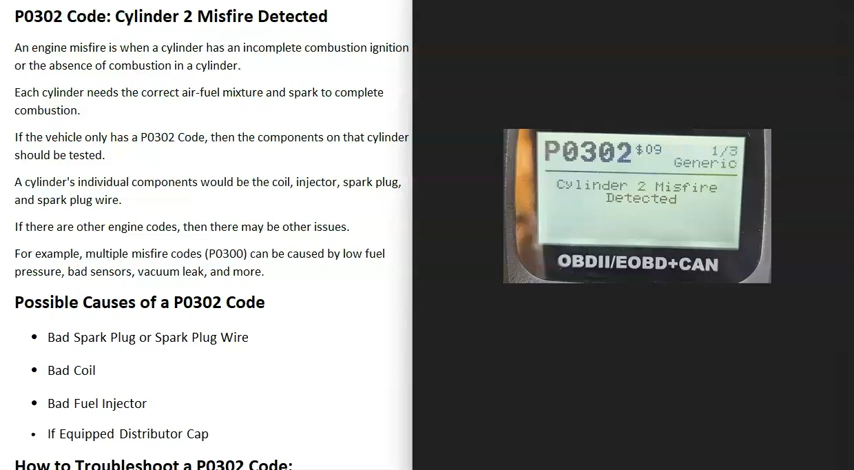 P0302 Code: Cylinder 2 Misfire Detected
An engine misfire is when a cylinder has an incomplete combustion ignition
or the absence of combustion in a cylinder.
Each cylinder needs the correct air-fuel mixture and spark to complete
combustion.
If the vehicle only has a P0302 Code, then the components on that cylinder
should be tested.
A cylinder's individual components would be the coil, injector, spark plug,
and spark plug wire.
If there are other engine codes, then there may be other issues.
For example, multiple misfire codes (P0300) can be caused by low fuel
pressure, bad sensors, vacuum leak, and more.
Possible Causes of a P0302 Code
• Bad Spark Plug or Spark Plug Wire
• Bad Coil
• Bad Fuel Injector
• If Equipped Distributor Cap
How to Troubleshoot a P0302 Code:
P0302 $09 1/3
Generic
Cylinder 2 Misfire
Detected
OBDII/EOBD+CAN